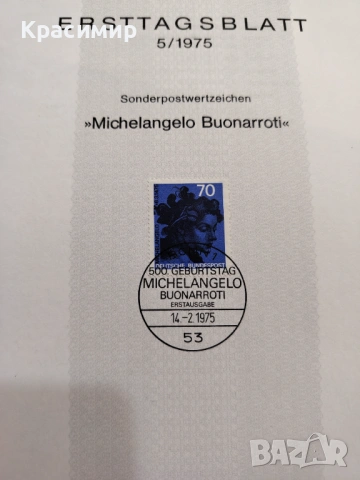 ERSTTAGSBLATT
Красимир
5/1975
Sonderpostwertzeichen
»Michelangelo Buonarroti«
70
DEUTSCHE BUNDESPOST
500. GEBURTSTAG
MICHELANGELO
BUONARROTI
ERSTAUSGABE
14.-2.1975
53
BAZAR